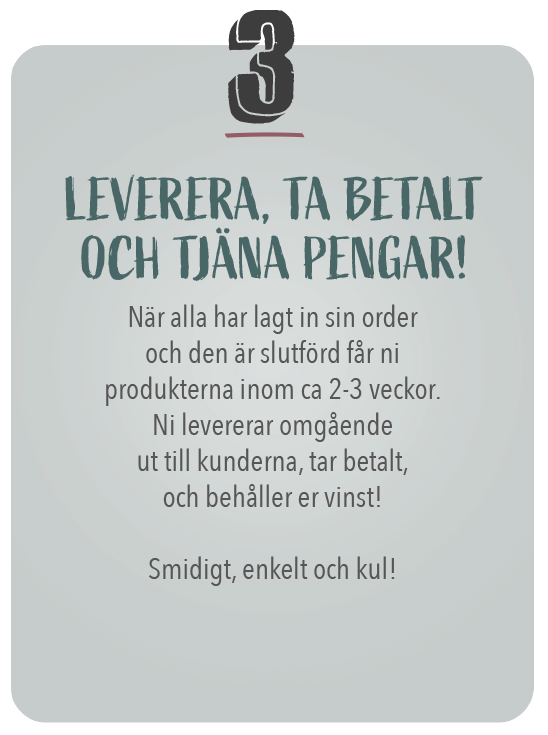 3
LEVERERA, TA BETALT
OCH TJÄNA PENGAR!
När alla har lagt in sin order
och den är slutförd får ni
produkterna inom ca 2-3 veckor.
Ni levererar omgående
ut till kunderna, tar betalt,
och behåller er vinst!
Smidigt, enkelt och kul!